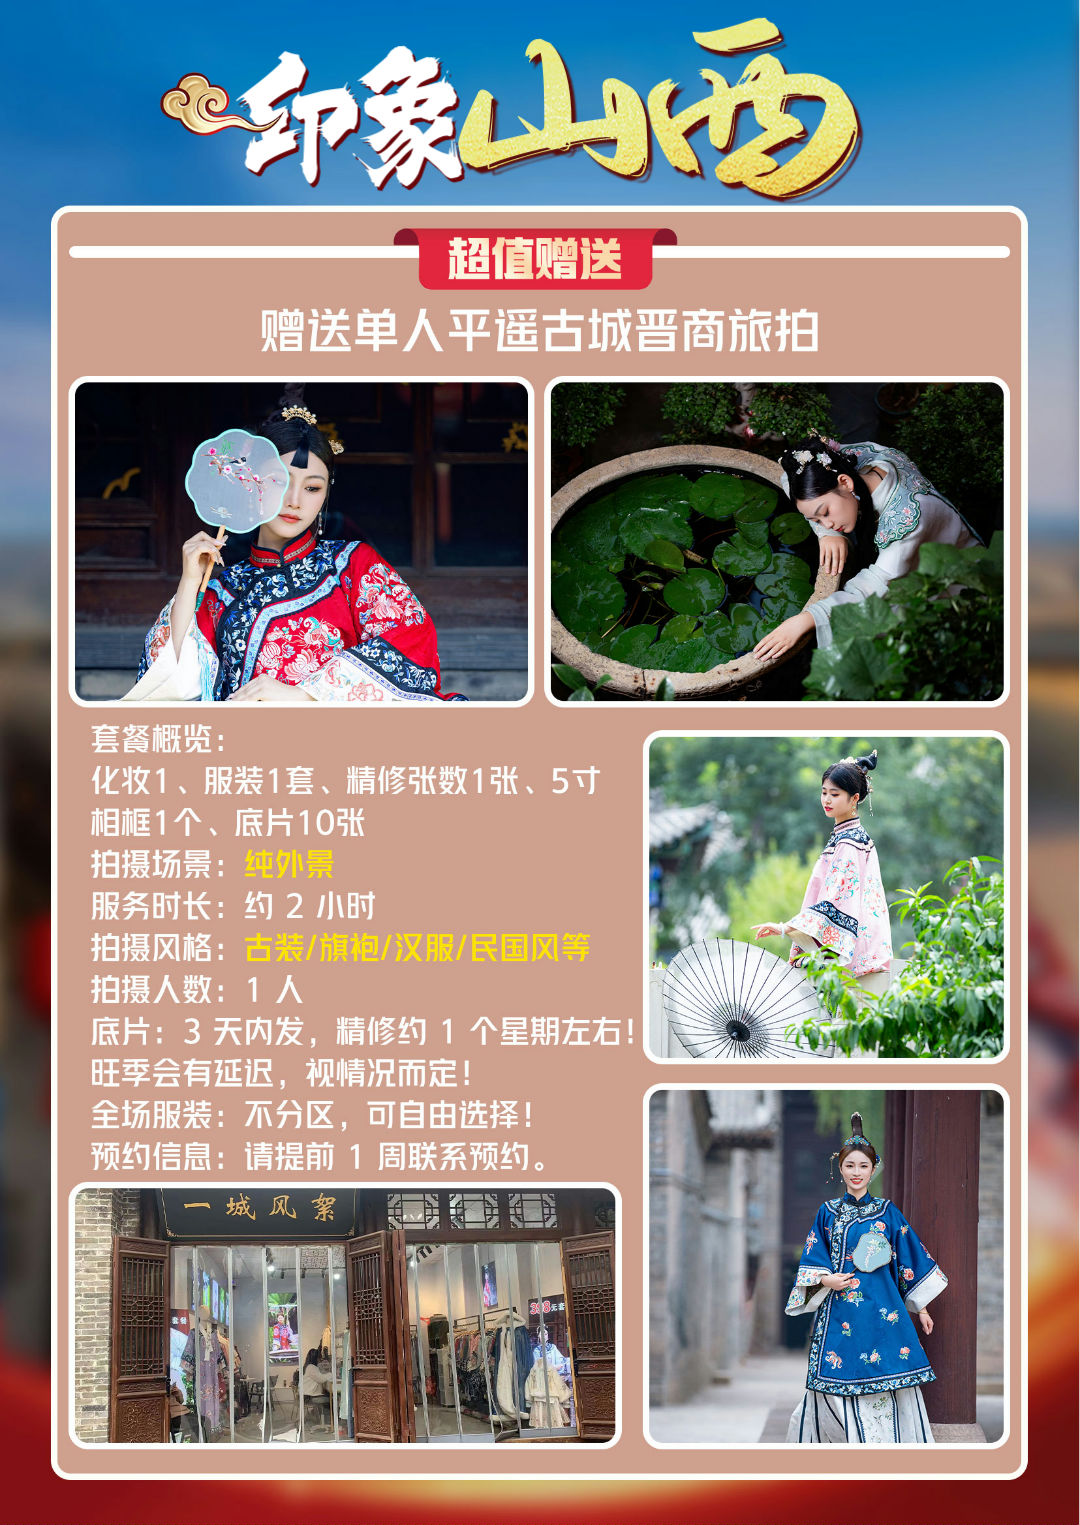 印象山西
超值赠送
赠送单人平遥古城晋商旅拍
套餐概览：
化妆1、服装1套、精修张数1张、5寸
相框1个、底片10张
拍摄场景：纯外景
服务时长：约 2 小时
拍摄风格：古装/旗袍/汉服/民国风等
拍摄人数：1 人
底片：3 天内发，精修约 1 个星期左右！
旺季会有延迟，视情况而定！
全场服装：不分区，可自由选择！
预约信息：请提前 1 周联系预约。
一城风絮
套餐
398元套